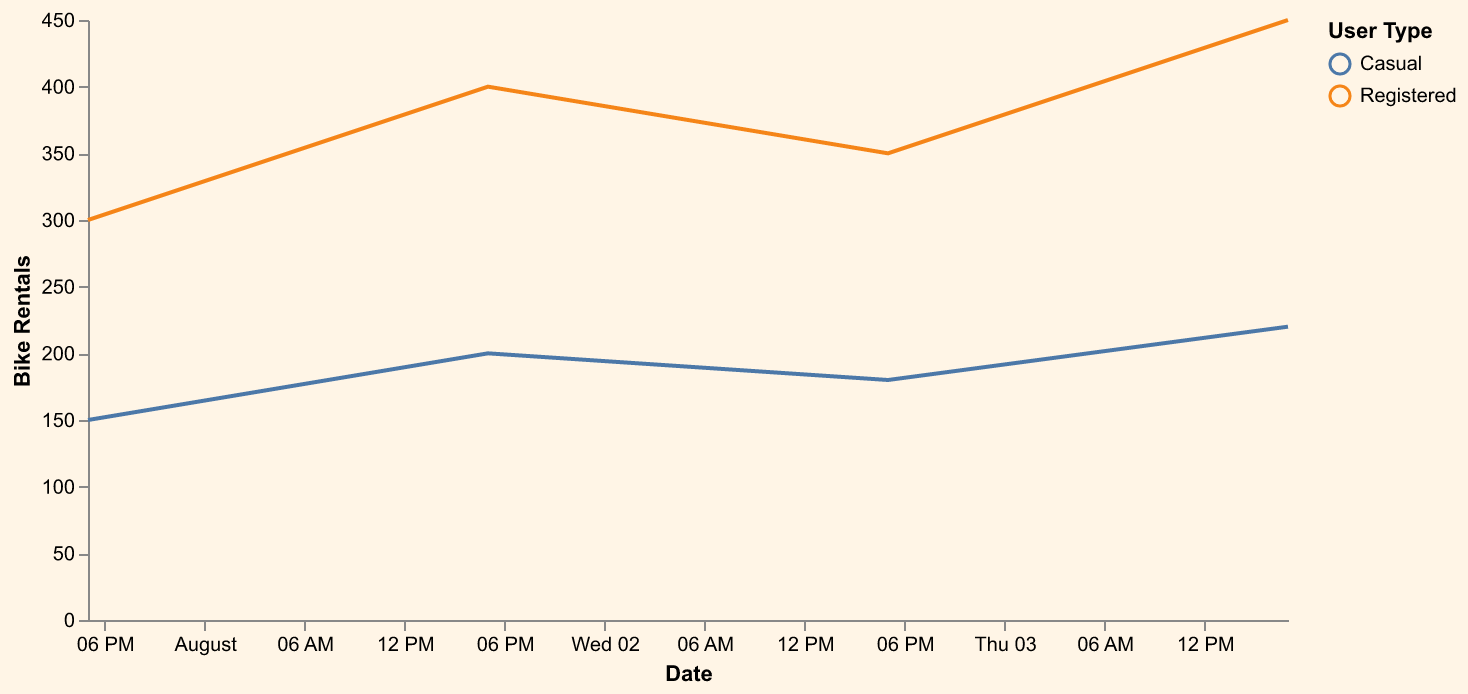 450
400
350
300
250
200
150
100
50
0
Bike Rentals
06 PM August 06 AM 12 PM 06 PM Wed 02 06 AM 12 PM 06 PM Thu 03 06 AM 12 PM
Date
User Type
Casual
Registered